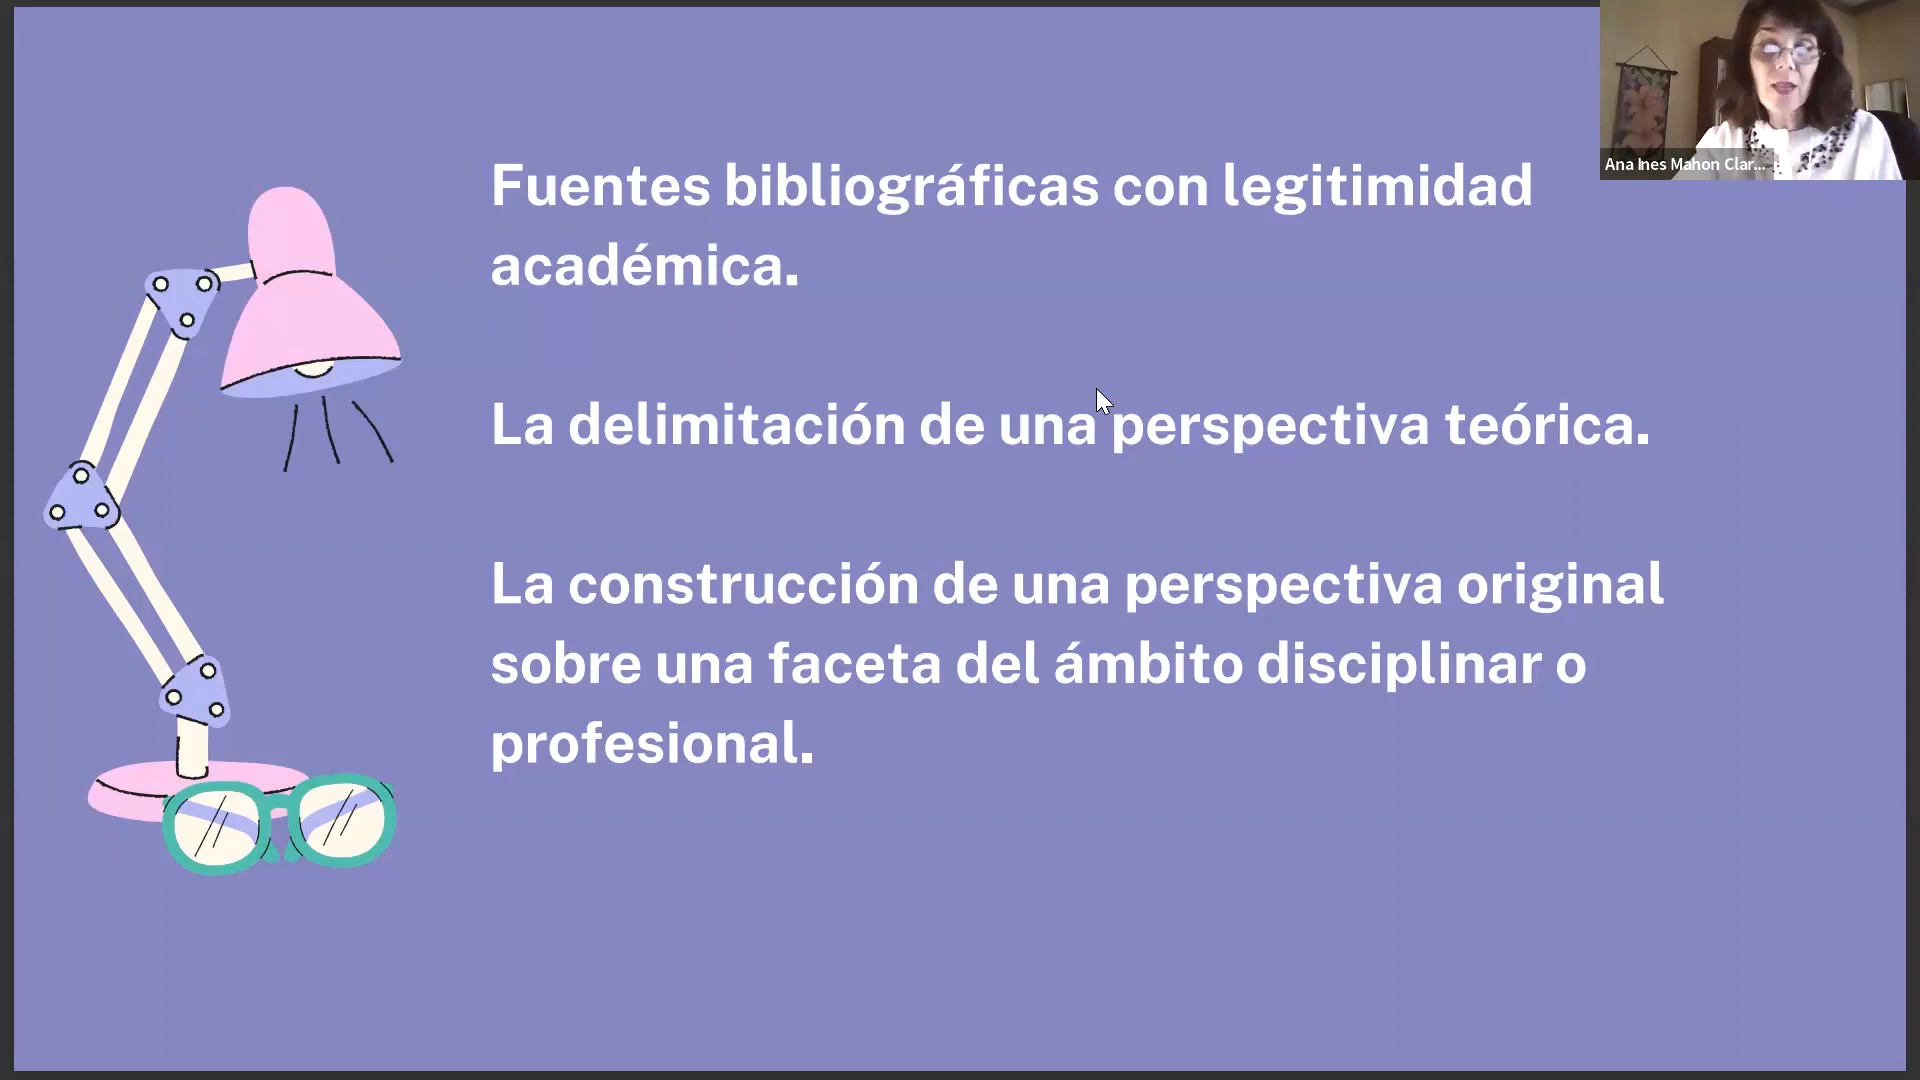 Fuentes bibliográficas con legitimidad
académica.
La delimitación de una perspectiva teórica.
La construcción de una perspectiva original
sobre una faceta del ámbito disciplinar o
profesional.
Ana Ines Mahon Clar...